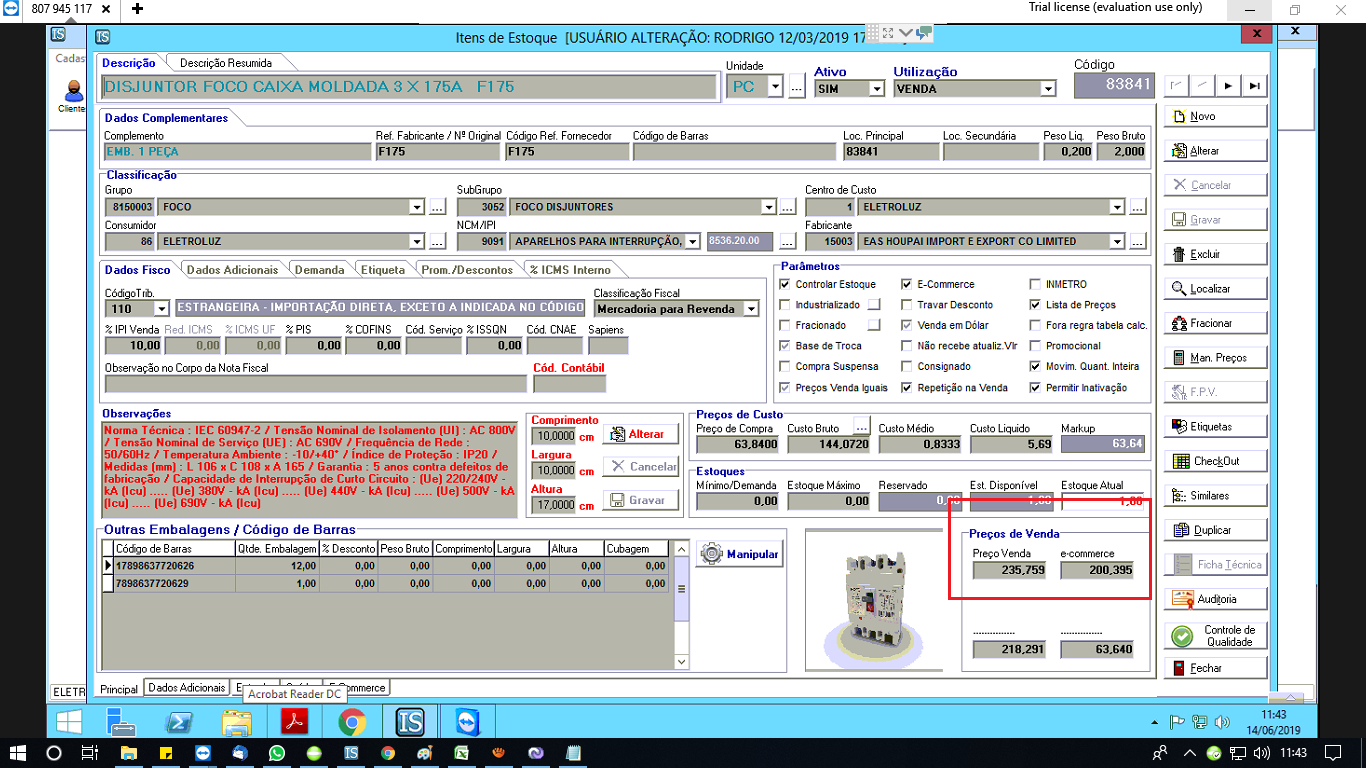 807 945 117
Trial license (evaluation use only)
Itens de Estoque [USUÁRIO ALTERAÇÃO: RODRIGO 12/03/2019 17
Cadas
Cliente
ELETR
Descrição Descrição Resumida
DISJUNTOR FOCO CAIXA MOLDADA 3 X 175A F175
Unidade
PC
...
Ativo
SIM
Utilização
VENDA
Código
83841
Dados Complementares
Complemento Ref. Fabricante / Nº Original Código Ref. Fornecedor Código de Barras Loc. Principal Loc. Secundária Peso Liq. Peso Bruto
EMB. 1 PEÇA F175 F175 83841 0,200 2,000
Classificação
Grupo SubGrupo Centro de Custo
8150003 FOCO ... 3052 FOCO DISJUNTORES ... 1 ELETROLUZ ...
Consumidor NCM/IPI Fabricante
86 ELETROLUZ ... 9091 APARELHOS PARA INTERRUPÇÃO, 8536.20.00 ... 15003 EAS HOUPAI IMPORT E EXPORT CO LIMITED ...
Dados Fisco Dados Adicionais Demanda Etiqueta Prom./Descontos % ICMS Interno
CódigoTrib. Classificação Fiscal
110 ESTRANGEIRA - IMPORTAÇÃO DIRETA, EXCETO A INDICADA NO CÓDIGO Mercadoria para Revenda
% IPI Venda Red. ICMS % ICMS UF % PIS % COFINS Cód. Serviço % ISSQN Cód. CNAE Sapiens
10,00 0,00 0,00 0,00 0,00 0,00
Observação no Corpo da Nota Fiscal Cód. Contábil
Parâmetros
Controlar Estoque E-Commerce INMETRO
Industrializado Travar Desconto Lista de Preços
Fracionado Venda em Dólar Fora regra tabela calc.
Base de Troca Não recebe atualiz.Vlr Promocional
Compra Suspensa Consignado Movim. Quant. Inteira
Preços Venda Iguais Repetição na Venda Permitir Inativação
Observações
Norma Técnica : IEC 60947-2 / Tensão Nominal de Isolamento (UI) : AC 800V
/ Tensão Nominal de Serviço (UE) : AC 690V / Frequência de Rede :
50/60Hz / Temperatura Ambiente : -10/+40° / Índice de Proteção : IP20 /
Medidas (mm) : L 106 x C 108 x A 165 / Garantia : 5 anos contra defeitos de
fabricação / Capacidade de Interrupção de Curto Circuito : (Ue) 220/240V -
kA (Icu) ..... (Ue) 380V - kA (Icu) ..... (Ue) 440V - kA (Icu) ..... (Ue) 500V - kA
(Icu) ..... (Ue) 690V - kA (Icu)
Comprimento
10,0000 cm Alterar
Largura
10,0000 cm Cancelar
Altura
17,0000 cm Gravar
Preços de Custo
Preço de Compra Custo Bruto ... Custo Médio Custo Liquido Markup
63,8400 144,0720 0,8333 5,69 63,64
Estoques
Mínimo/Demanda Estoque Máximo Reservado Est. Disponível Estoque Atual
0,00 0,00 0,00 1,00 1,00
Outras Embalagens / Código de Barras
Código de Barras Qtde. Embalagem % Desconto Peso Bruto Comprimento Largura Altura Cubagem
17898637720626 12,00 0,00 0,00 0,00 0,00 0,00 0,00
7898637720629 1,00 0,00 0,00 0,00 0,00 0,00 0,00
Manipular
Preços de Venda
Preço Venda e-commerce
235,759 200,395
............... ...............
218,291 63,640
Novo
Alterar
Cancelar
Gravar
Excluir
Localizar
Fracionar
Man. Preços
F.P.V.
Etiquetas
CheckOut
Similares
Duplicar
Ficha Técnica
Auditoria
Controle de
Qualidade
Fechar
Principal Dados Adicionais
Commerce
Acrobat Reader DC
11:43
14/06/2019
11:43